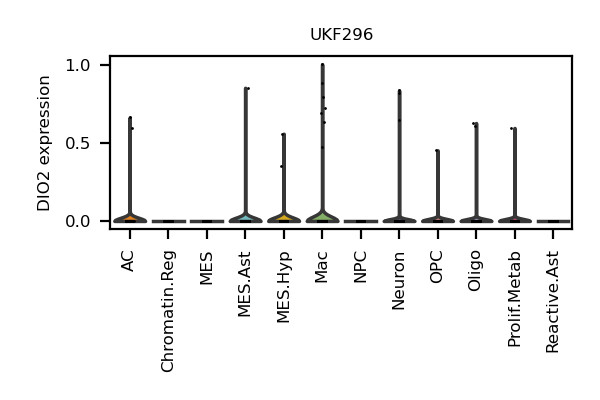 UKF296
DIO2 expression
1.0
0.5
0.0
AC
Chromatin.Reg
MES
MES.Ast
MES.Hyp
Mac
NPC
Neuron
OPC
Oligo
Prolif.Metab
Reactive.Ast